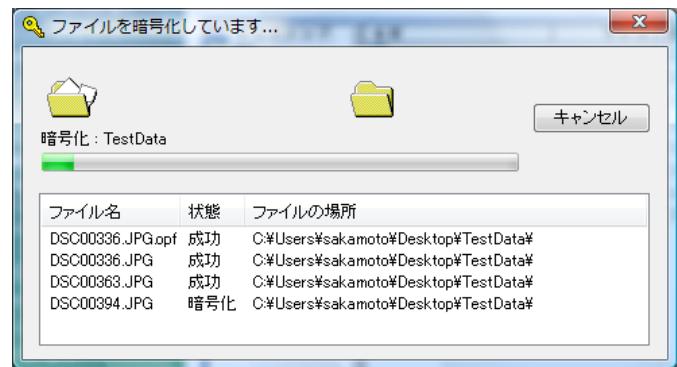 ファイルを暗号化しています...
キャンセル
暗号化 : TestData
ファイル名 状態 ファイルの場所
DSC00336.JPG.opf 成功 C:¥Users¥sakamoto¥Desktop¥TestData¥
DSC00336.JPG 成功 C:¥Users¥sakamoto¥Desktop¥TestData¥
DSC00363.JPG 成功 C:¥Users¥sakamoto¥Desktop¥TestData¥
DSC00394.JPG 暗号化 C:¥Users¥sakamoto¥Desktop¥TestData¥